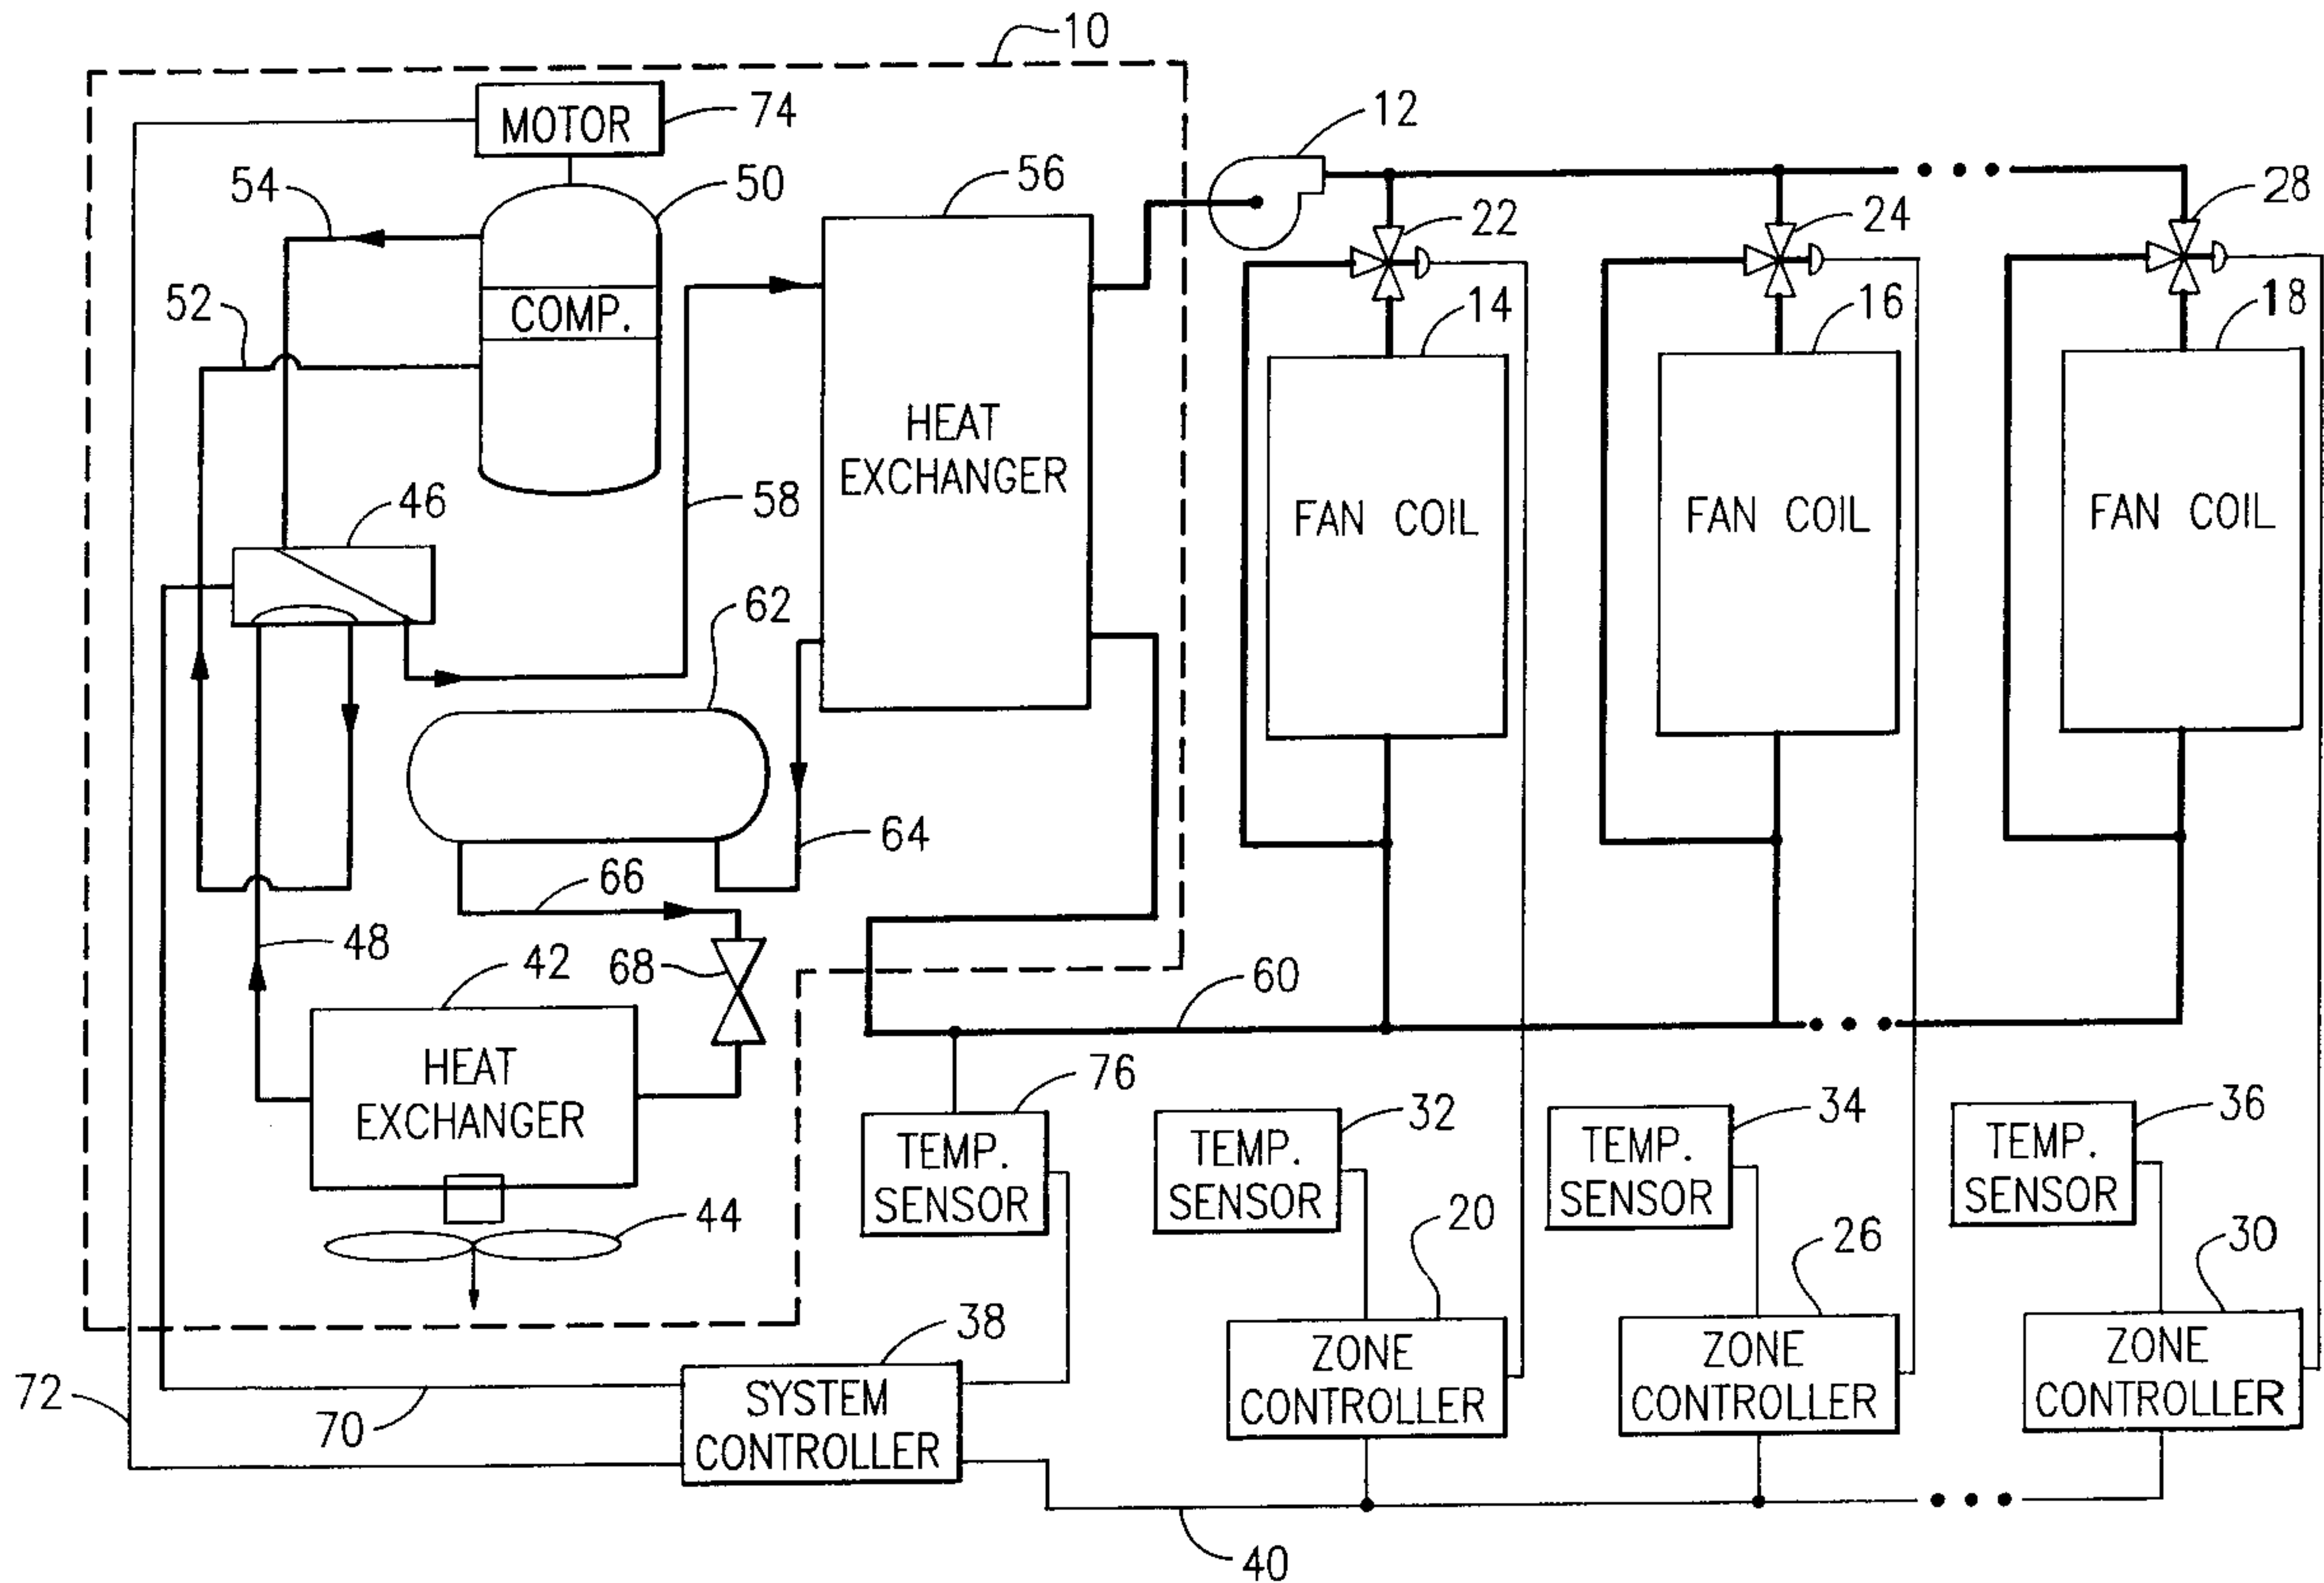 10
MOTOR
74
12
54
50
56
22
24
28
52
COMP.
14
16
18
HEAT
EXCHANGER
46
58
FAN COIL
FAN COIL
FAN COIL
62
64
66
48
42
68
60
HEAT
EXCHANGER
76
32
34
36
TEMP.
SENSOR
TEMP.
SENSOR
TEMP.
SENSOR
TEMP.
SENSOR
44
20
26
30
38
72
70
SYSTEM
CONTROLLER
ZONE
CONTROLLER
ZONE
CONTROLLER
ZONE
CONTROLLER
40